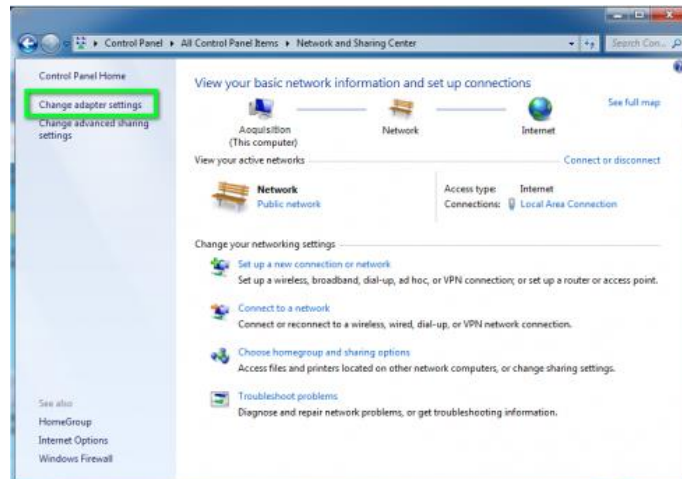 Control Panel ▸ All Control Panel Items ▸ Network and Sharing Center
Search Con...
Control Panel Home
Change adapter settings
Change advanced sharing
settings
View your basic network information and set up connections
See full map
Acquisition
(This computer)
Network
Internet
View your active networks
Connect or disconnect
Network
Public network
Access type: Internet
Connections: Local Area Connection
Change your networking settings
Set up a new connection or network
Set up a wireless, broadband, dial-up, ad hoc, or VPN connection; or set up a router or access point.
Connect to a network
Connect or reconnect to a wireless, wired, dial-up, or VPN network connection.
Choose homegroup and sharing options
Access files and printers located on other network computers, or change sharing settings.
Troubleshoot problems
Diagnose and repair network problems, or get troubleshooting information.
See also
HomeGroup
Internet Options
Windows Firewall